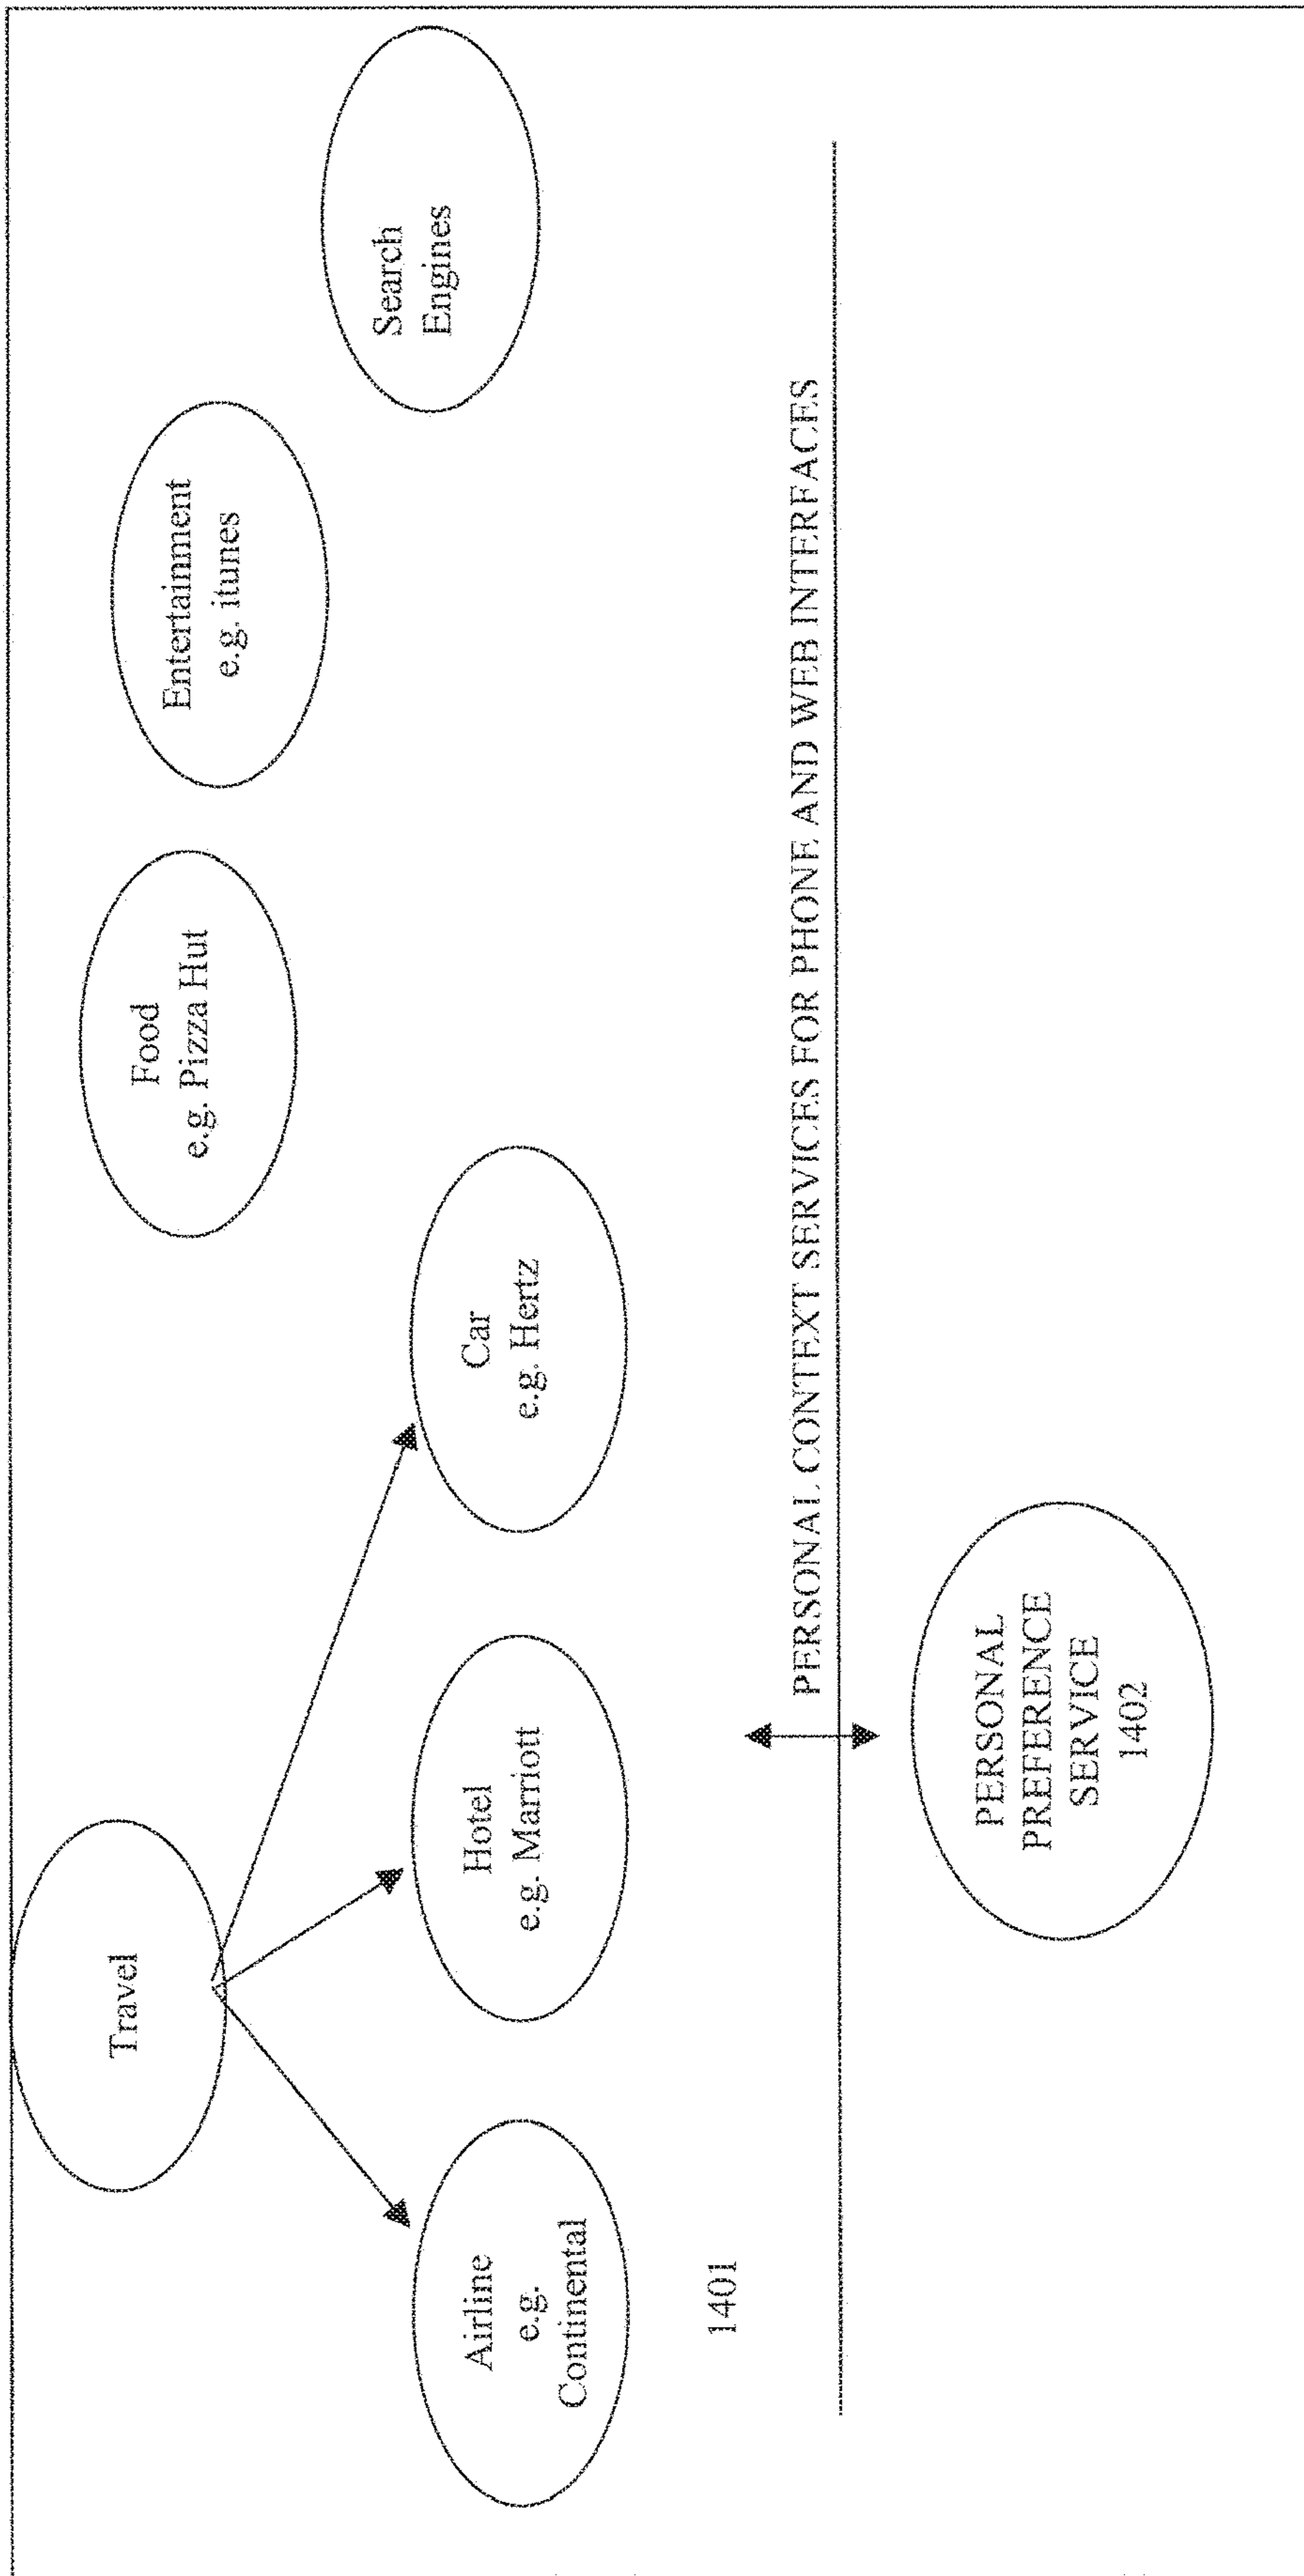 Travel
Food
e.g. Pizza Hut
Entertainment
e.g. itunes
Search
Engines
Airline
e.g.
Continental
Hotel
e.g. Marriott
Car
e.g. Hertz
1401
PERSONAL CONTEXT SERVICES FOR PHONE AND WEB INTERFACES
PERSONAL
PREFERENCE
SERVICE
1402